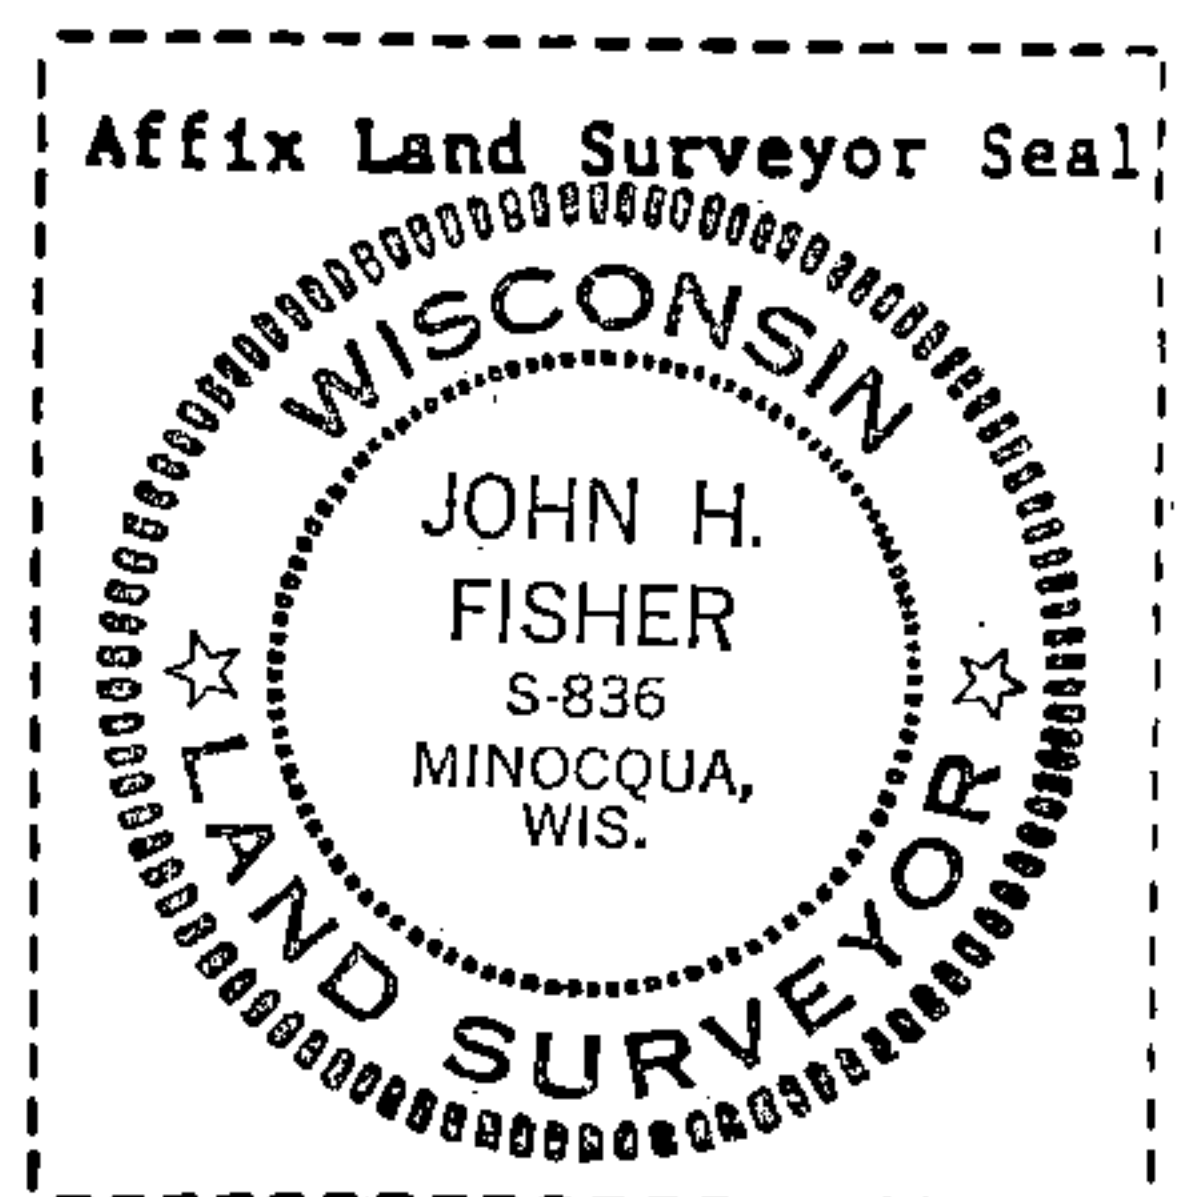 Affix Land Surveyor Seal
WISCONSIN
JOHN H.
FISHER
S-836
MINOCQUA,
WIS.
LAND SURVEYOR